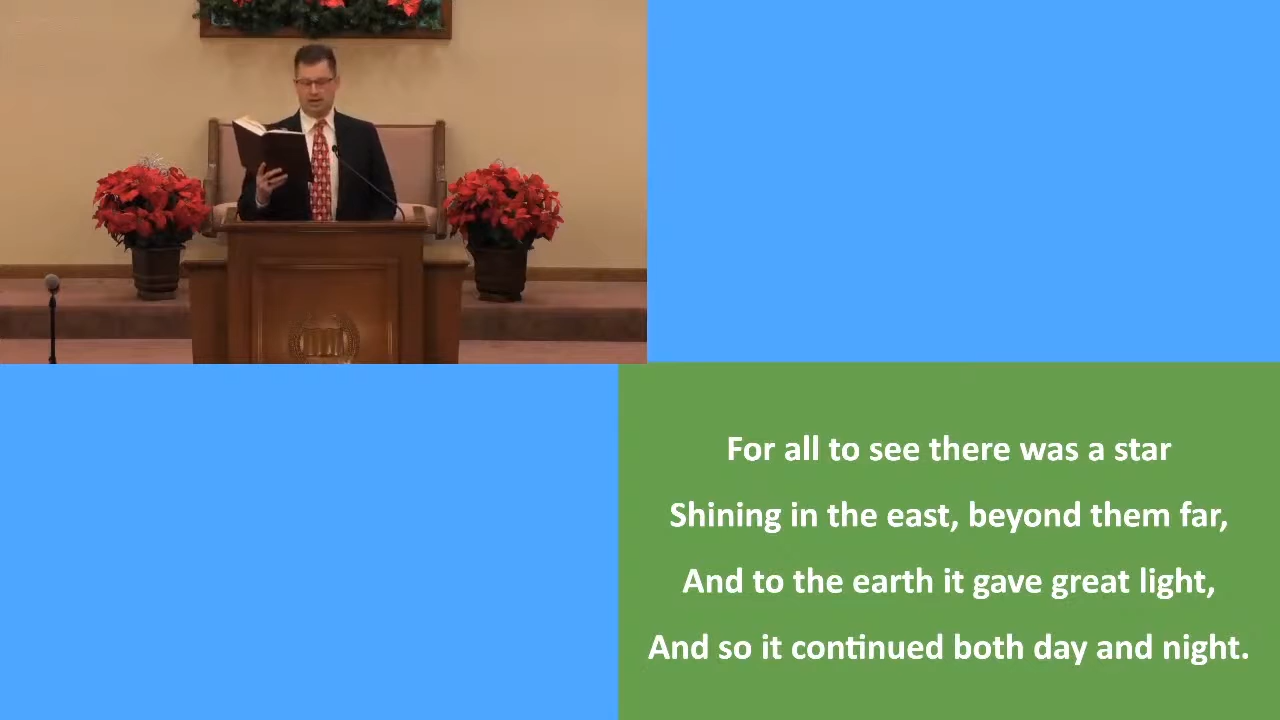 For all to see there was a star
Shining in the east, beyond them far,
And to the earth it gave great light,
And so it continued both day and night.